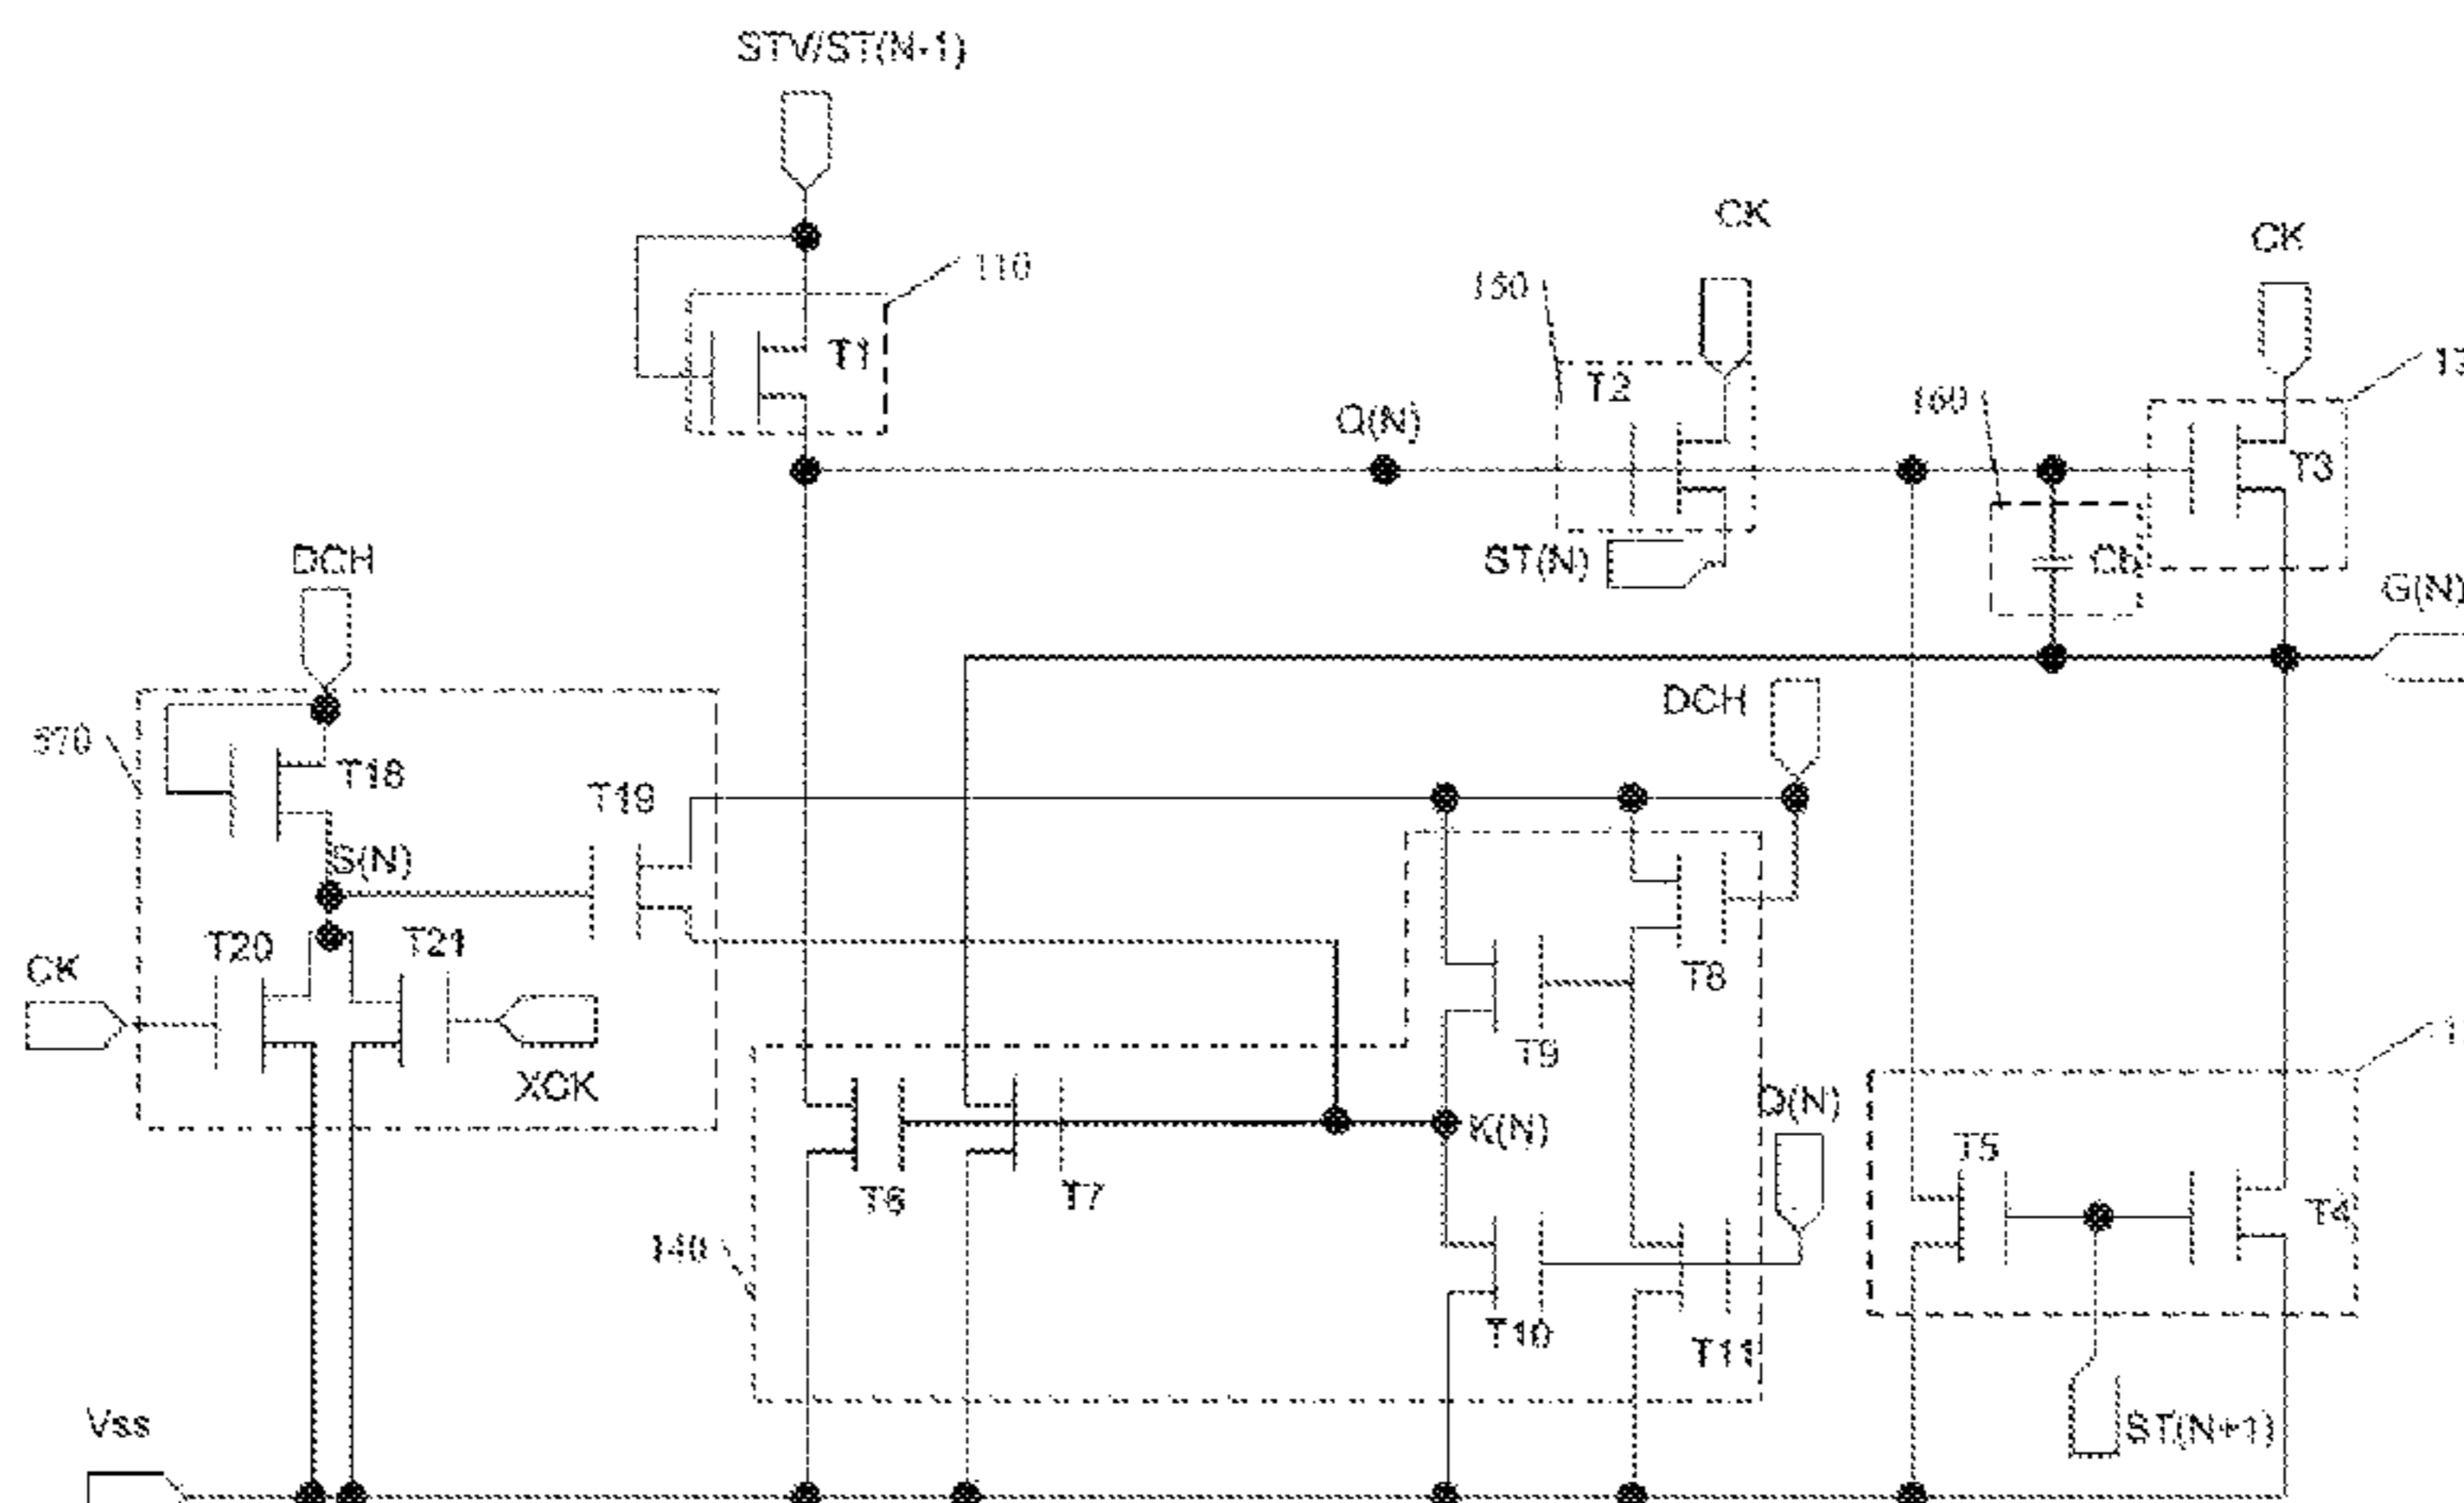 STV/ST(N-1)
CK
CK
110
150
T1
T2
160
Q(N)
T3
ST(N)
Cb
DCH
G(N)
DCH
T18
T19
S(N)
T20
T21
T8
CK
T9
XCK
K(N)
Q(N)
T5
T6
T7
T4
140
T10
T11
Vss
ST(N+1)